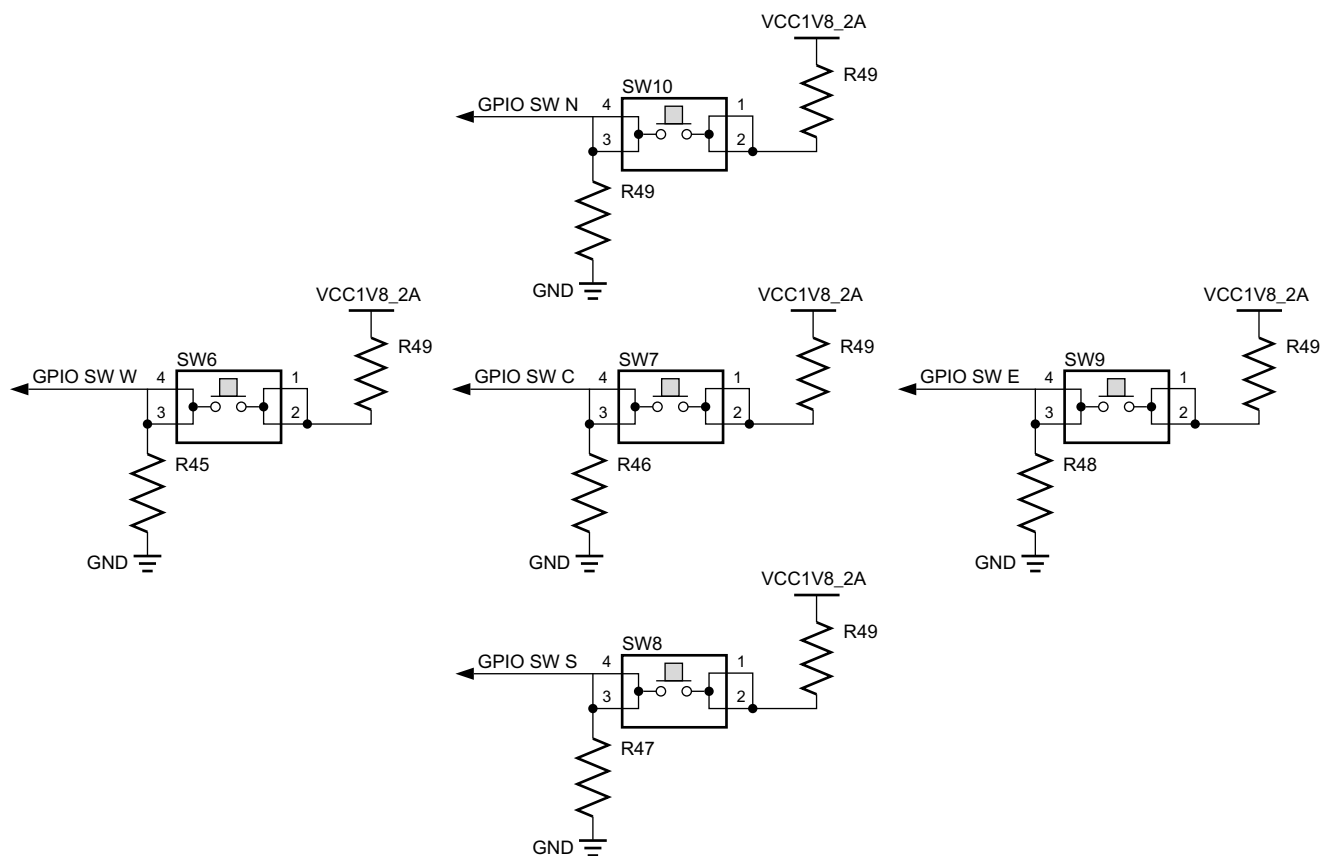 VCC1V8_2A
R49
SW10
GPIO SW N
4
1
3
2
R49
GND
VCC1V8_2A
R49
SW6
GPIO SW W
4
1
3
2
R45
GND
VCC1V8_2A
R49
SW7
GPIO SW C
4
1
3
2
R46
GND
VCC1V8_2A
R49
SW9
GPIO SW E
4
1
3
2
R48
GND
VCC1V8_2A
R49
SW8
GPIO SW S
4
1
3
2
R47
GND